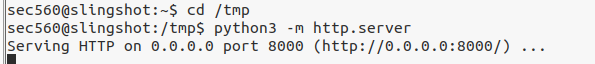 sec560@slingshot:~$ cd /tmp
sec560@slingshot:/tmp$ python3 -m http.server
Serving HTTP on 0.0.0.0 port 8000 (http://0.0.0.0:8000/) ...